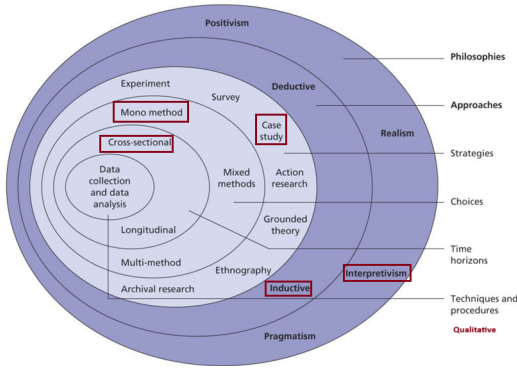 Positivism
Philosophies
Experiment
Deductive
Survey
Approaches
Mono method
Case
study
Realism
Cross-sectional
Strategies
Data
collection
and data
analysis
Mixed
methods
Action
research
Choices
Grounded
theory
Longitudinal
Time
horizons
Multi-method
Ethnography
Interpretivism
Archival research
Inductive
Techniques and
procedures
Qualitative
Pragmatism